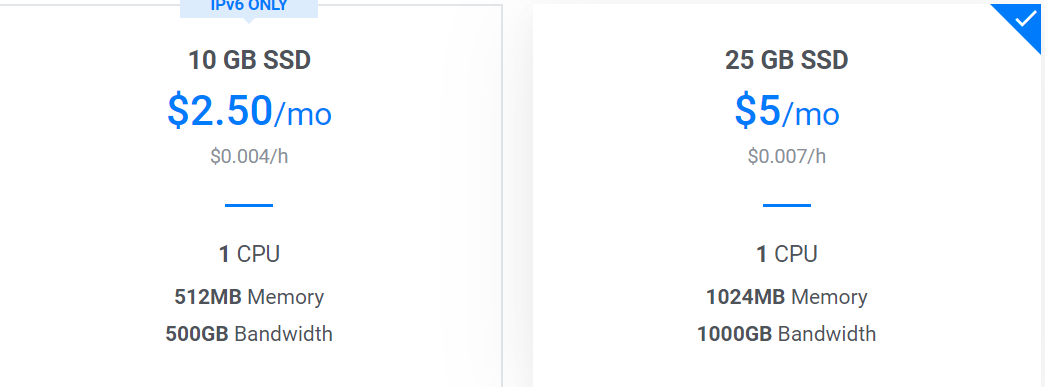 IPv6 ONLY
10 GB SSD
$2.50/mo
$0.004/h
1 CPU
512MB Memory
500GB Bandwidth
25 GB SSD
$5/mo
$0.007/h
1 CPU
1024MB Memory
1000GB Bandwidth